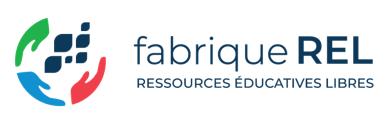 fabrique REL
RESSOURCES ÉDUCATIVES LIBRES